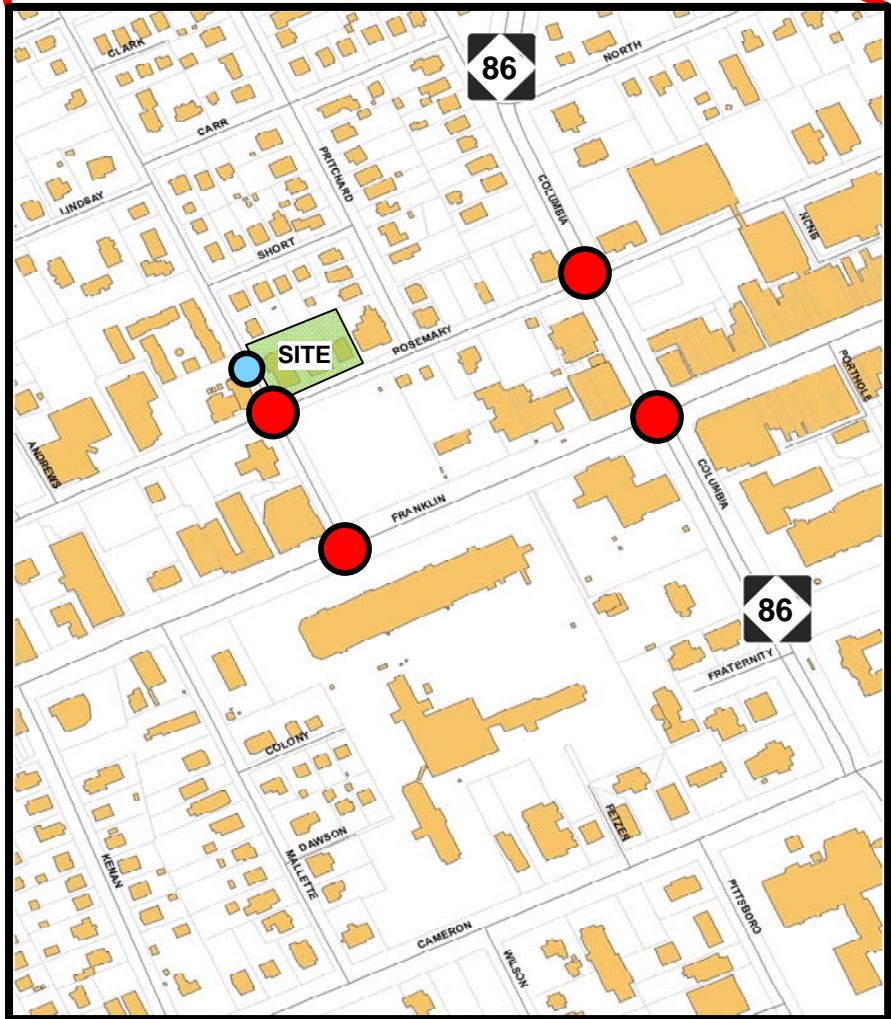 CLARK
86
NORTH
CARR
PRITCHARD
COLUMBIA
LINDSAY
NCNB
SHORT
ROSEMARY
SITE
PORTHOLE
ANDREWS
COLUMBIA
FRANKLIN
86
FRATERNITY
COLONY
FETZER
DAWSON
KENAN
MALLETTE
PITTSBORO
CAMERON
WILSON